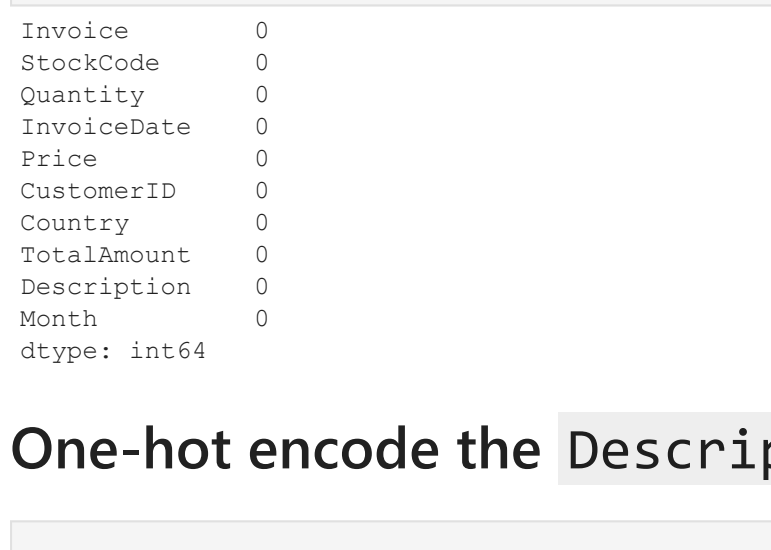 Invoice 0
StockCode 0
Quantity 0
InvoiceDate 0
Price 0
CustomerID 0
Country 0
TotalAmount 0
Description 0
Month 0
dtype: int64
One-hot encode the